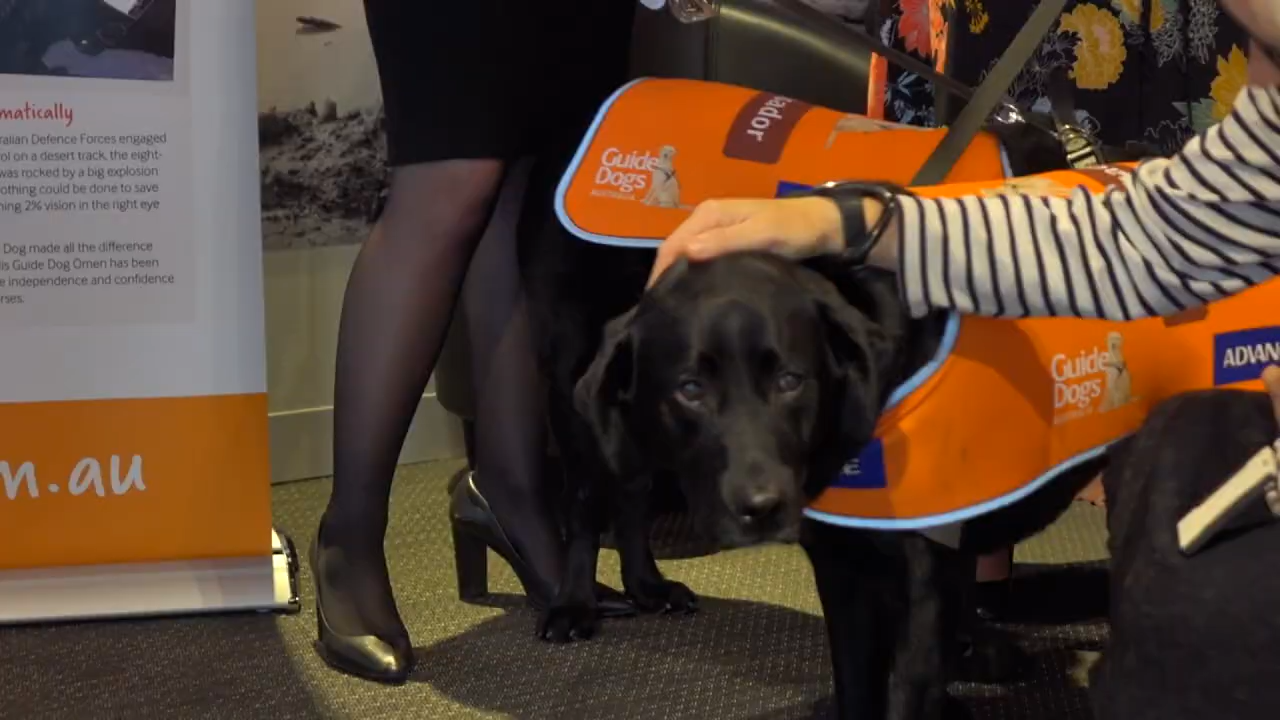 matically
ralian Defence Forces engaged
ol on a desert track, the eight-
was rocked by a big explosion
othing could be done to save
ning 2% vision in the right eye
Dog made all the difference
is Guide Dog Omen has been
e independence and confidence
rses.
m.au
ador
Guide
Dogs
AUSTRALIA
Guide
Dogs
ADVAN